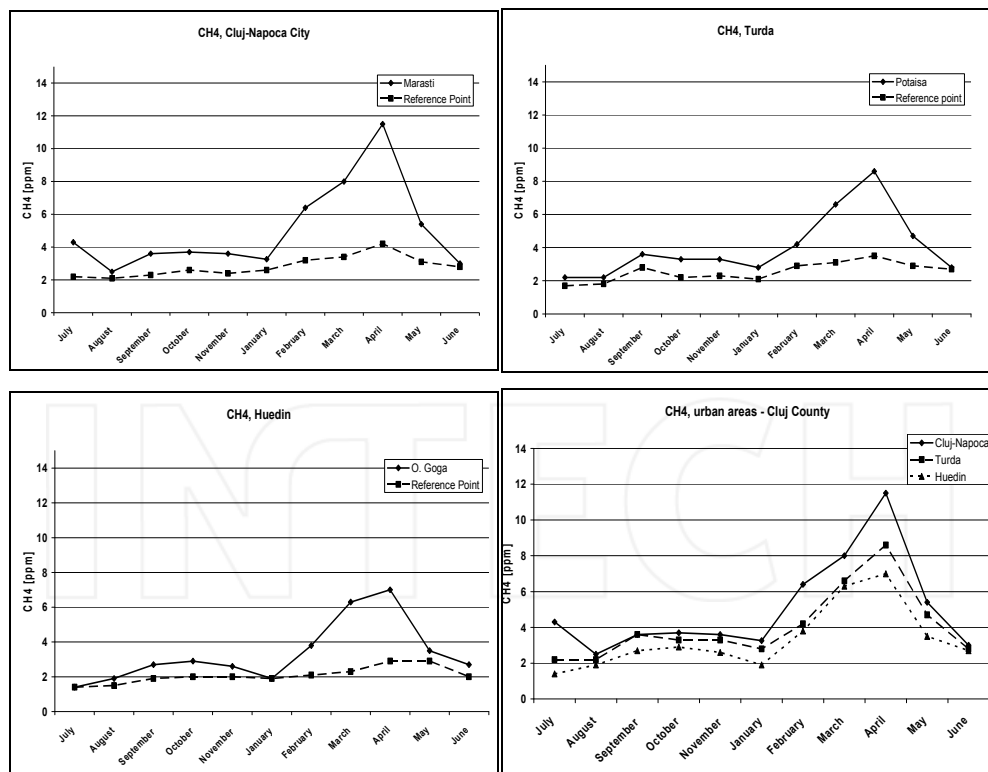 CH4, Cluj-Napoca City
14
12
10
8
6
4
2
0
CH4 [ppm]
Marasti
Reference Point
July
August
September
October
November
January
February
March
April
May
June
CH4, Turda
14
12
10
8
6
4
2
0
CH4 [ppm]
Potaisa
Reference point
July
August
September
October
November
January
February
March
April
May
June
CH4, Huedin
14
12
10
8
6
4
2
0
CH4 [ppm]
O. Goga
Reference Point
July
August
September
October
November
January
February
March
April
May
June
CH4, urban areas - Cluj County
14
12
10
8
6
4
2
0
CH4 [ppm]
Cluj-Napoca
Turda
Huedin
July
August
September
October
November
January
February
March
April
May
June
INTECH